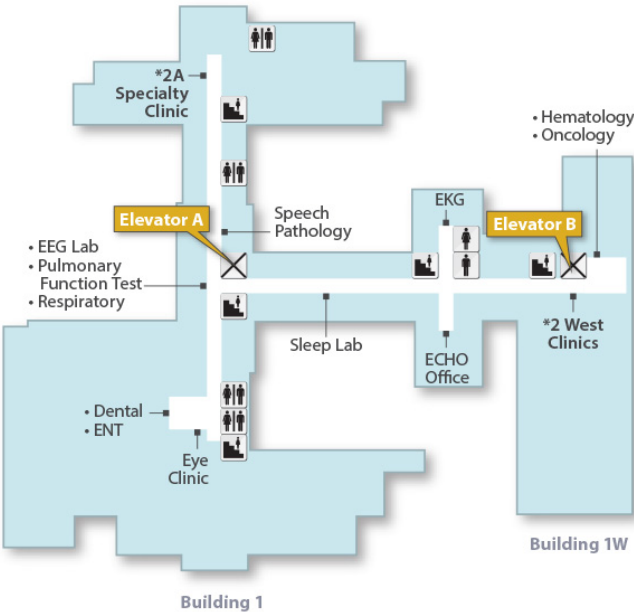 *2A
Specialty
Clinic
• Hematology
• Oncology
EKG
Elevator A
Speech
Pathology
Elevator B
• EEG Lab
• Pulmonary
Function Test
• Respiratory
Sleep Lab
*2 West
Clinics
ECHO
Office
• Dental
• ENT
Eye
Clinic
Building 1W
Building 1